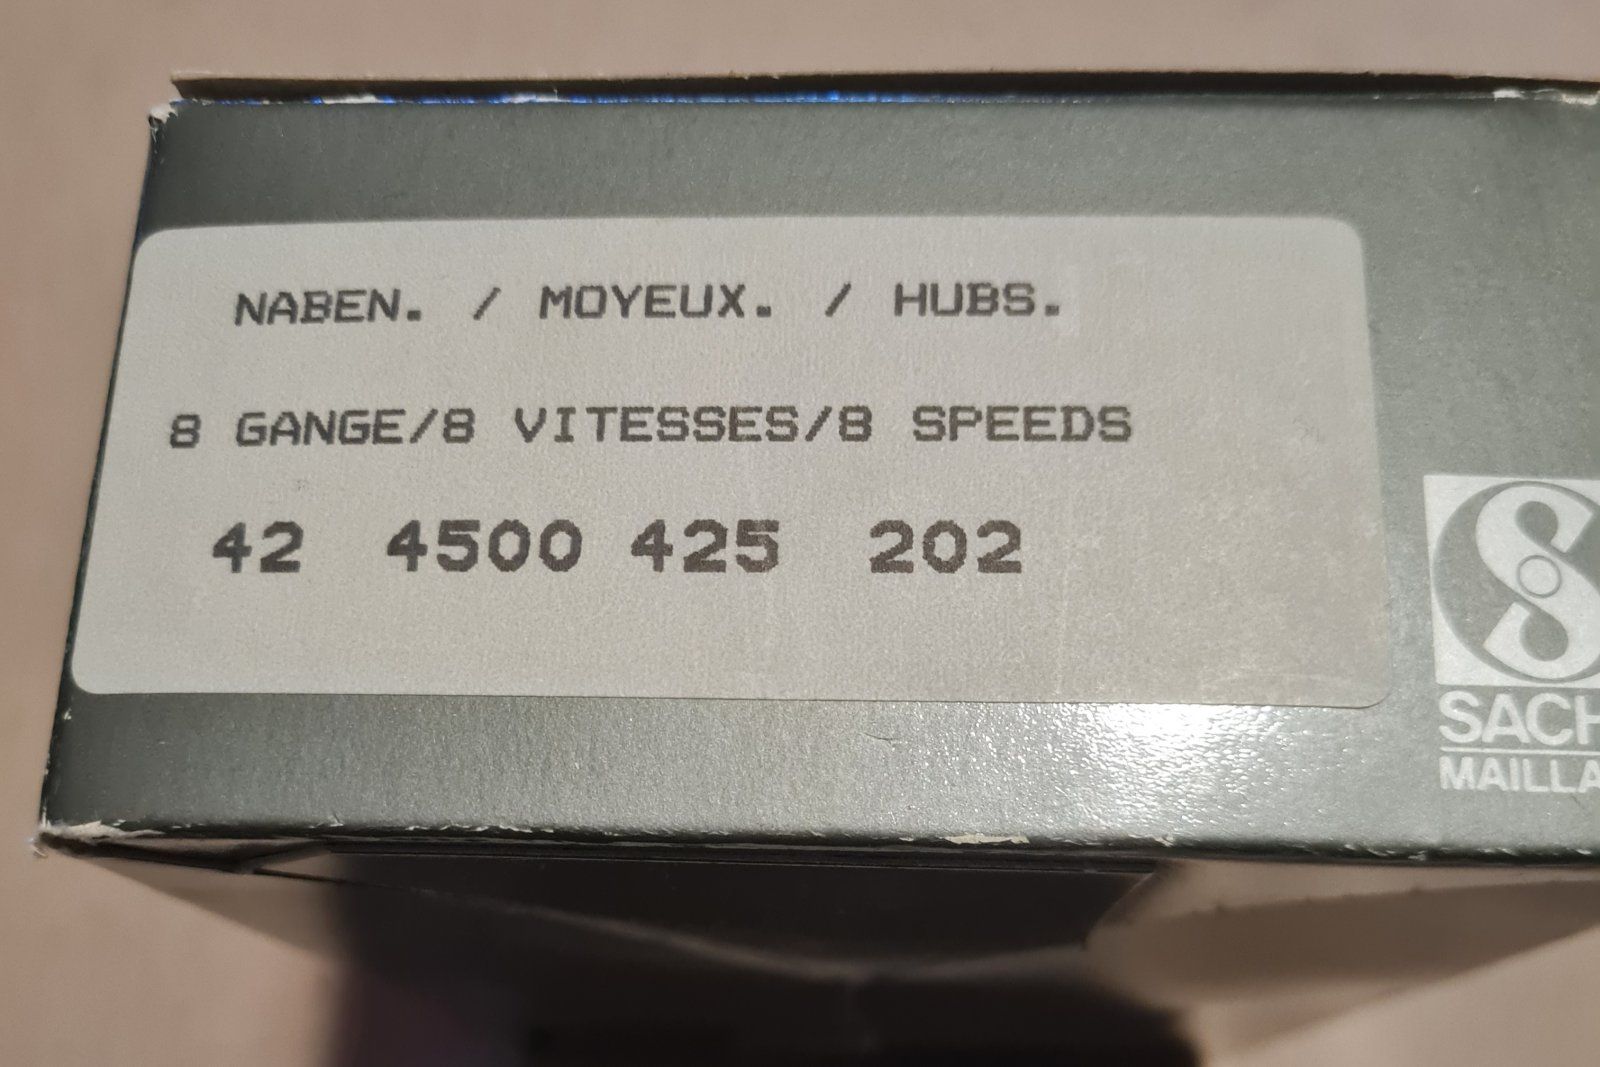 NABEN. / MOYEUX. / HUBS.
8 GANGE/8 VITESSES/8 SPEEDS
42 4500 425 202
SACH
MAILLA